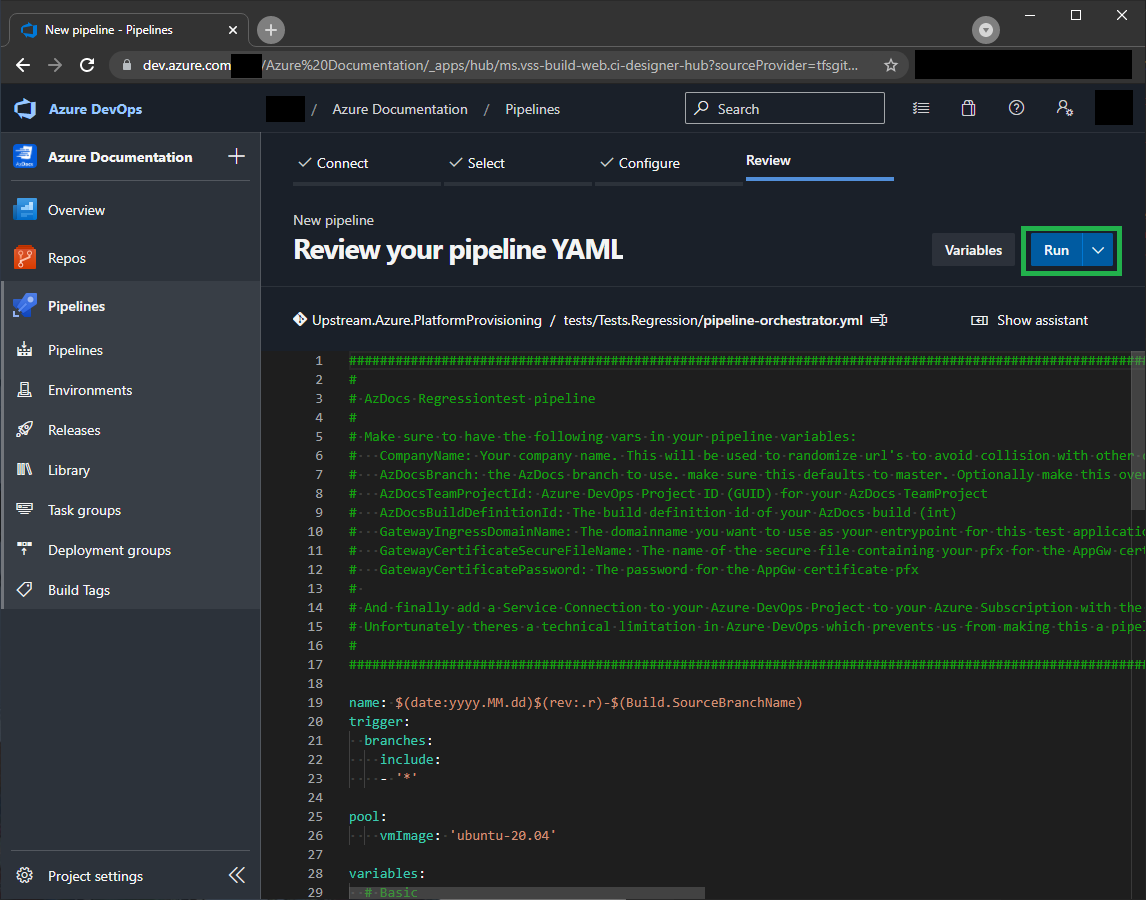 New pipeline - Pipelines
dev.azure.com /Azure%20Documentation/_apps/hub/ms.vss-build-web.ci-designer-hub?sourceProvider=tfsgit...
Azure DevOps / Azure Documentation / Pipelines Search
Azure Documentation
Connect Select Configure Review
Overview
Repos
Pipelines
Pipelines
Environments
Releases
Library
Task groups
Deployment groups
Build Tags
Project settings
New pipeline
Review your pipeline YAML
Variables Run
Upstream.Azure.PlatformProvisioning / tests/Tests.Regression/pipeline-orchestrator.yml Show assistant
1 #######################################################################################################
2 #
3 # AzDocs Regressiontest pipeline
4 #
5 # Make sure to have the following vars in your pipeline variables:
6 #   CompanyName: Your company name. This will be used to randomize url's to avoid collision with other
7 #   AzDocsBranch: the AzDocs branch to use. make sure this defaults to master. Optionally make this ove
8 #   AzDocsTeamProjectId: Azure DevOps Project ID (GUID) for your AzDocs TeamProject
9 #   AzDocsBuildDefinitionId: The build definition id of your AzDocs build (int)
10 #   GatewayIngressDomainName: The domainname you want to use as your entrypoint for this test applicati
11 #   GatewayCertificateSecureFileName: The name of the secure file containing your pfx for the AppGw cer
12 #   GatewayCertificatePassword: The password for the AppGw certificate pfx
13 #
14 # And finally add a Service Connection to your Azure DevOps Project to your Azure Subscription with the
15 # Unfortunately theres a technical limitation in Azure DevOps which prevents us from making this a pipe
16 #
17 #######################################################################################################
18
19 name: $(date:yyyy.MM.dd)$(rev:.r)-$(Build.SourceBranchName)
20 trigger:
21   branches:
22     include:
23     - '*'
24
25 pool:
26     vmImage: 'ubuntu-20.04'
27
28 variables:
29   # Basic